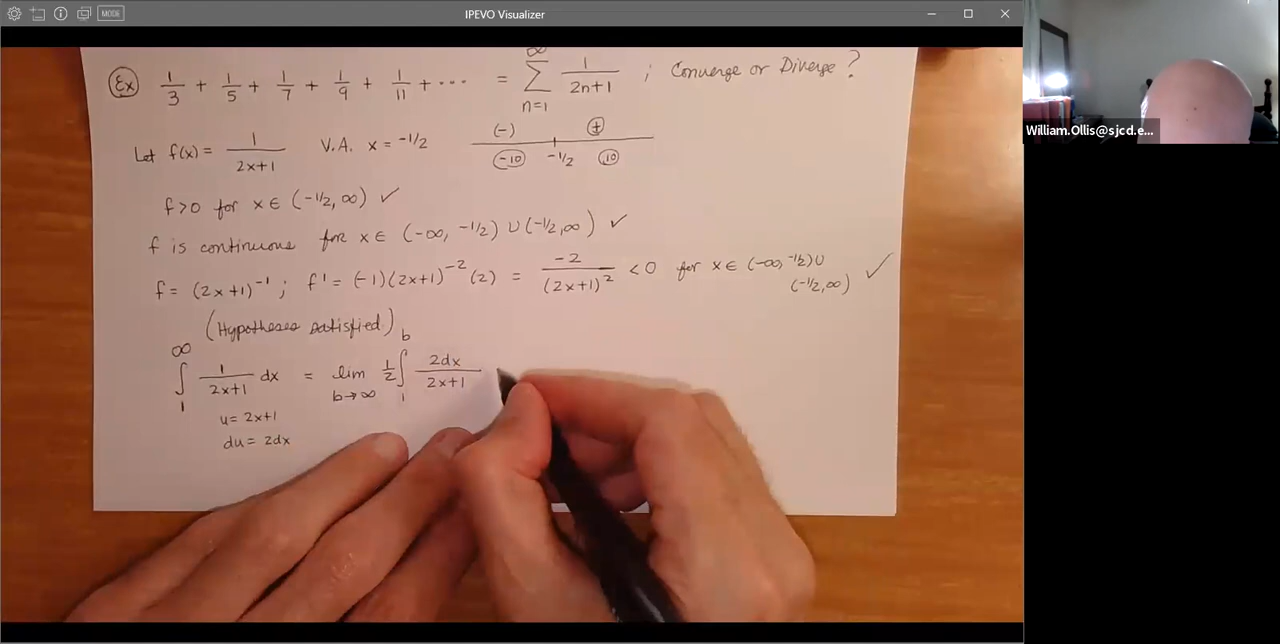 MODE
IPEVO Visualizer
Ex 1/3 + 1/5 + 1/7 + 1/9 + 1/11 + ... = ∞ ∑ n=1 1/(2n+1) ; Converge or Diverge?
William.Ollis@sjcd.e...
Let f(x) = 1/(2x+1) V.A. x = -1/2 (-) + -10 -1/2 10
f>0 for x ∈ (-1/2, ∞) ✓
f is continuous for x ∈ (-∞, -1/2) ∪ (-1/2, ∞) ✓
f = (2x+1)⁻¹ ; f' = (-1)(2x+1)⁻²(2) = -2/(2x+1)² <0 for x ∈ (-∞, -1/2) ∪ (-1/2, ∞) ✓
(Hypotheses satisfied)
∫₁^∞ 1/(2x+1) dx = lim b→∞ 1/2 ∫₁^b 2dx/(2x+1)
u = 2x+1
du = 2dx